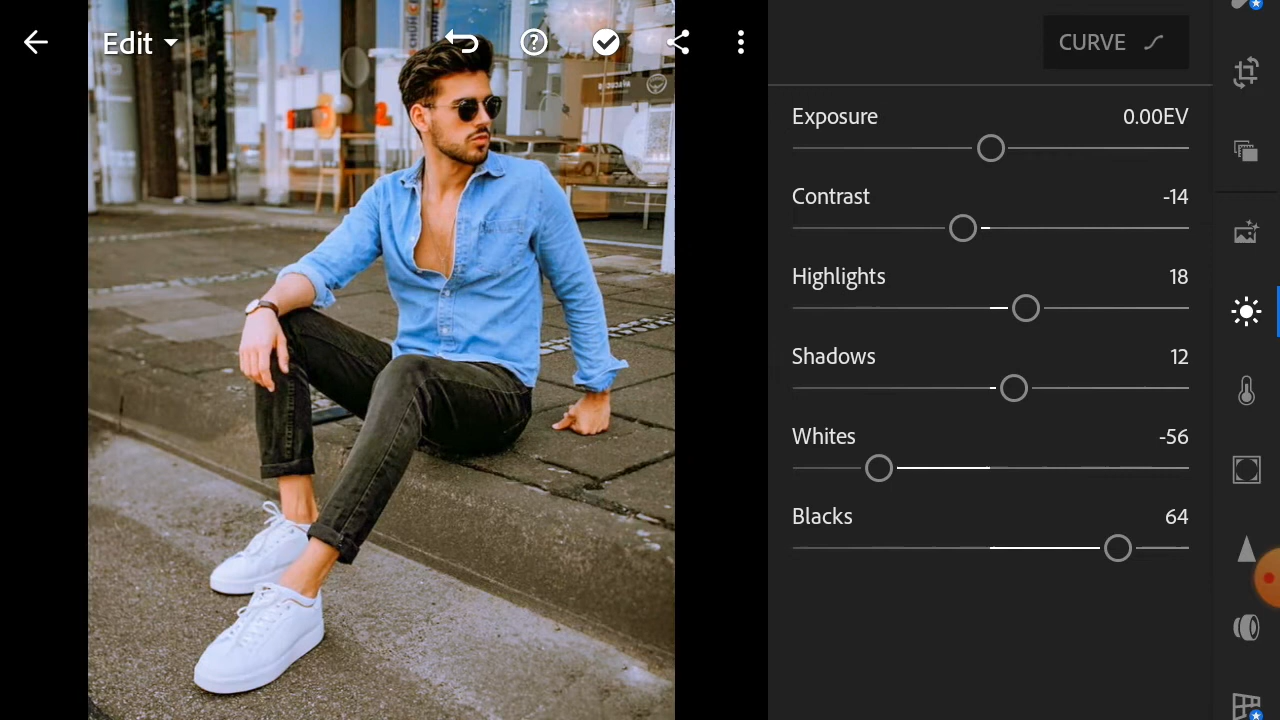 Edit
CURVE
Exposure 0.00EV
Contrast -14
Highlights 18
Shadows 12
Whites -56
Blacks 64